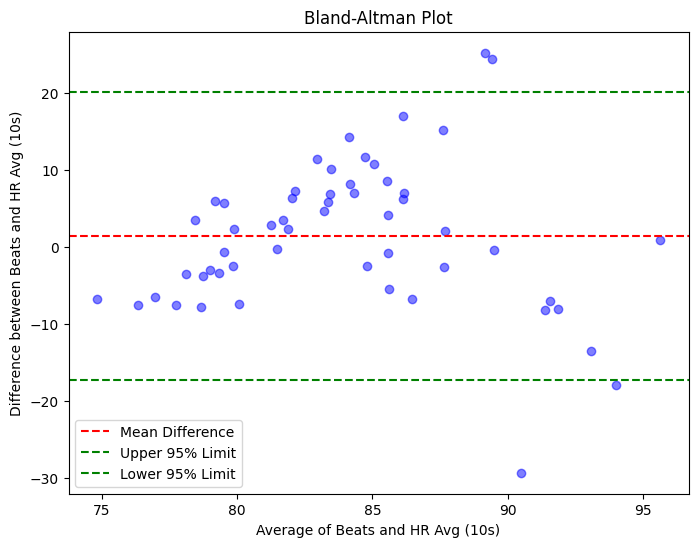 Bland-Altman Plot
Difference between Beats and HR Avg (10s)
20
10
0
−10
−20
−30
Mean Difference
Upper 95% Limit
Lower 95% Limit
75
80
85
90
95
Average of Beats and HR Avg (10s)